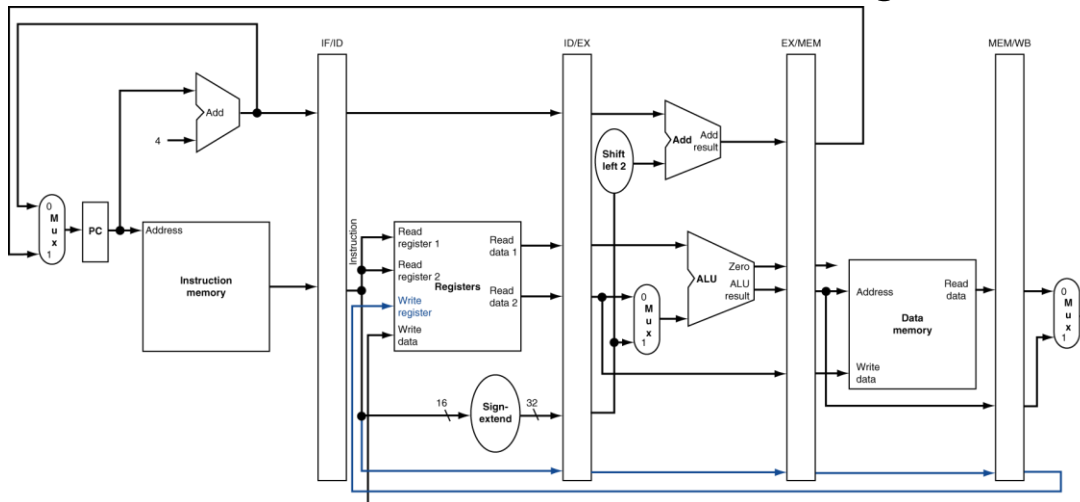 IF/ID
ID/EX
EX/MEM
MEM/WB
Add
4
Add
Add
result
Shift
left 2
0
M
u
x
1
PC
Address
Instruction
memory
Instruction
Read
register 1
Read
register 2
Registers
Write
register
Write
data
Read
data 1
Read
data 2
0
M
u
x
1
Zero
ALU
ALU
result
Address
Read
data
Data
memory
Write
data
0
M
u
x
1
16
Sign-
extend
32